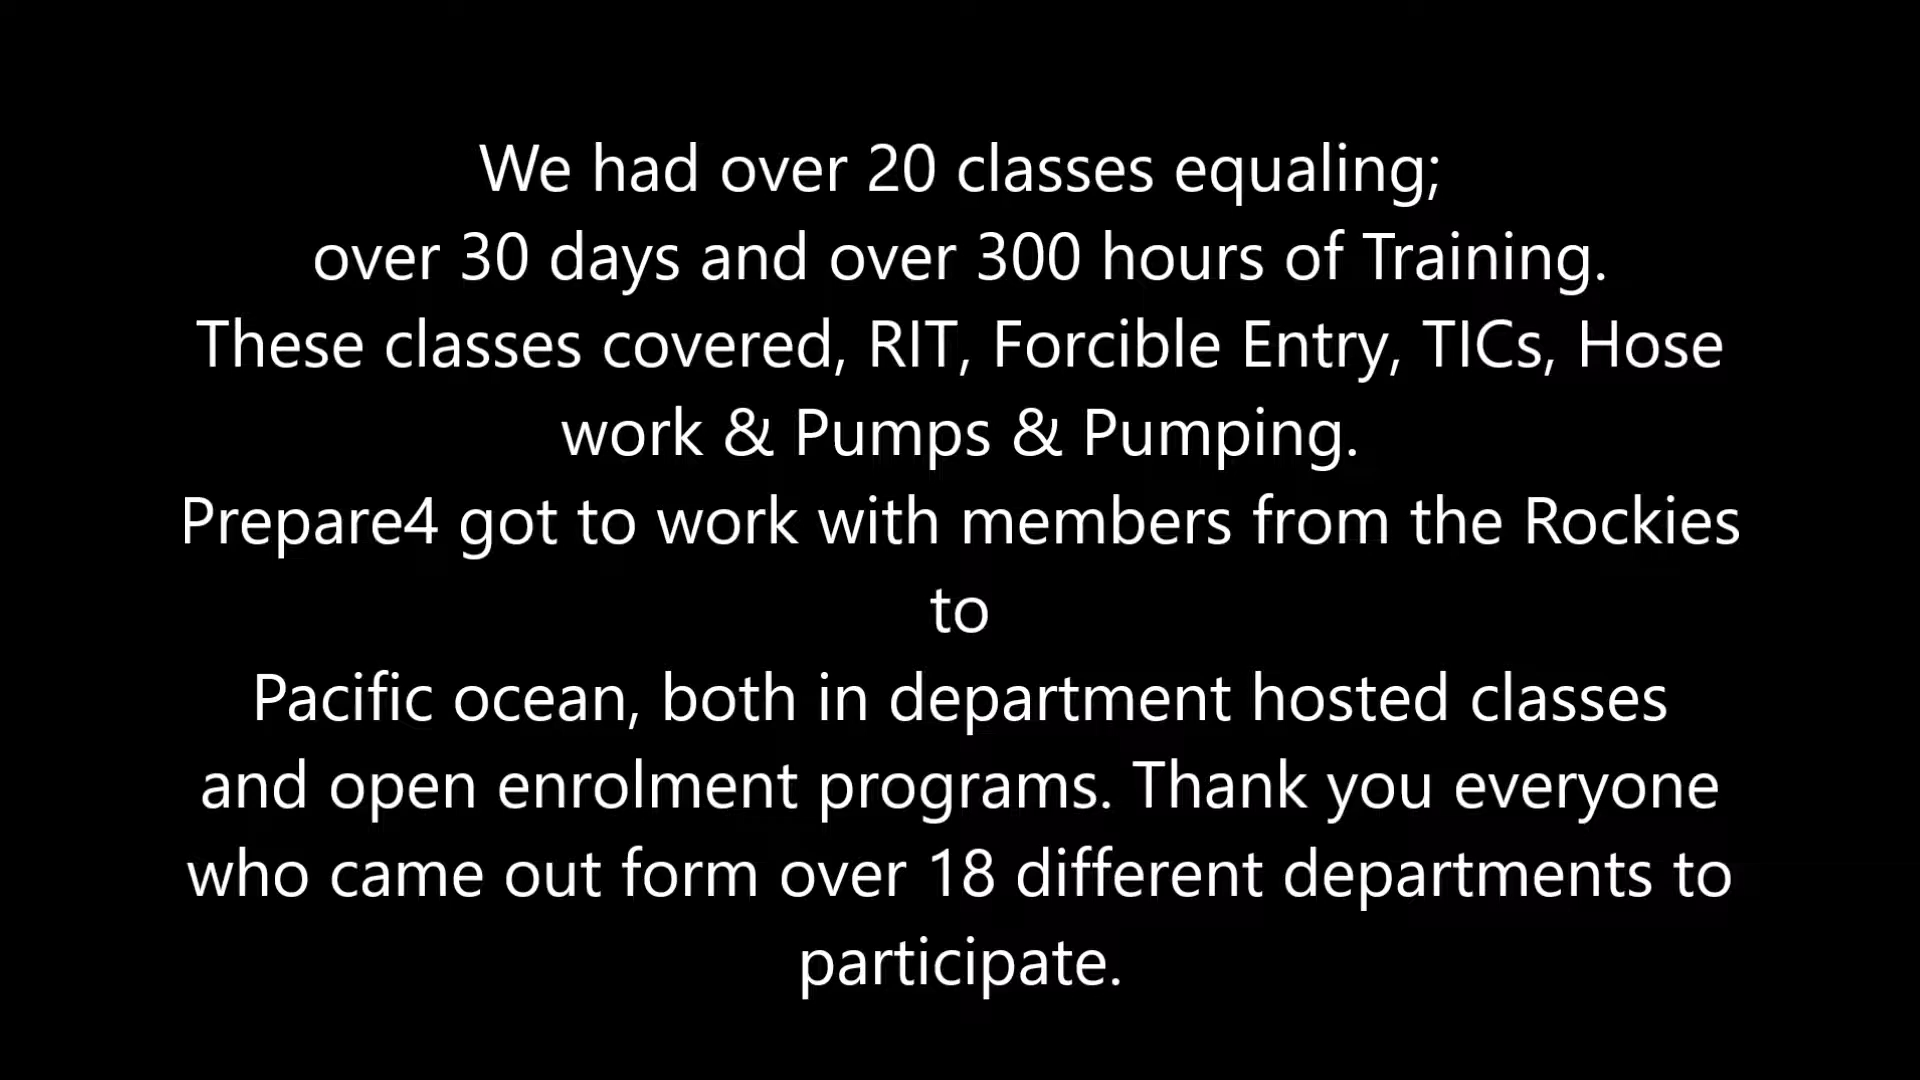 We had over 20 classes equaling;
over 30 days and over 300 hours of Training.
These classes covered, RIT, Forcible Entry, TICs, Hose
work & Pumps & Pumping.
Prepare4 got to work with members from the Rockies
to
Pacific ocean, both in department hosted classes
and open enrolment programs. Thank you everyone
who came out form over 18 different departments to
participate.